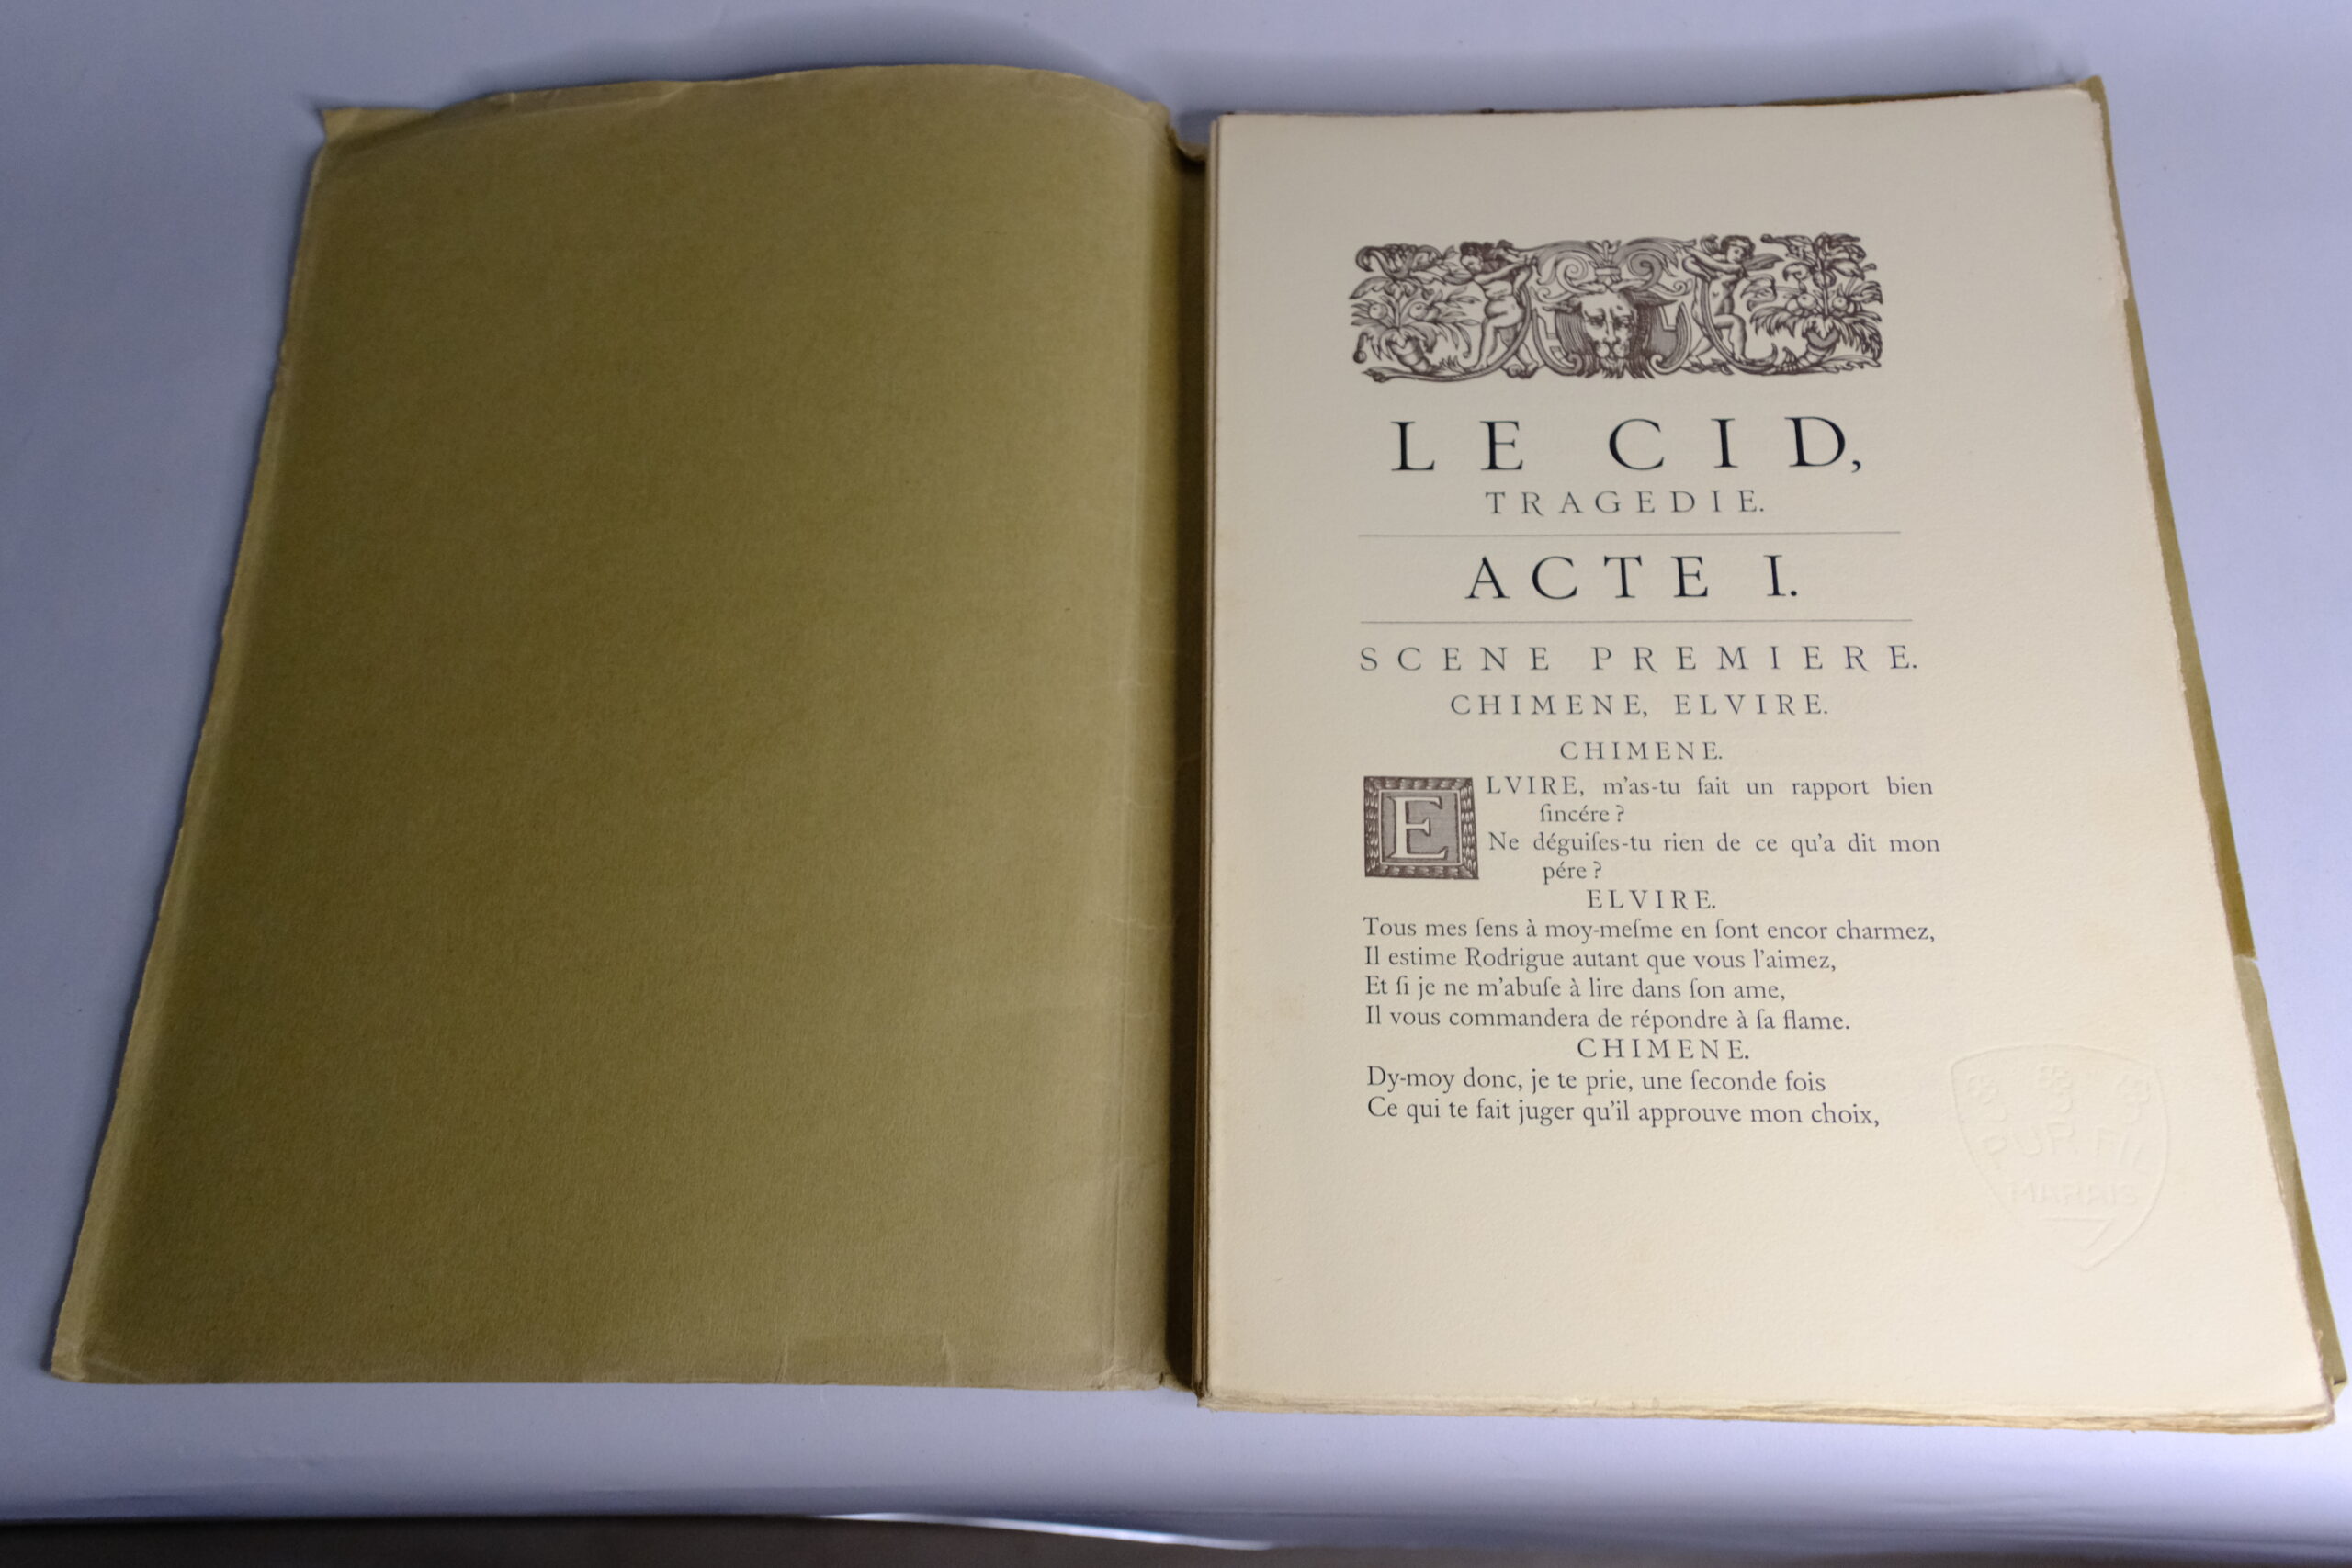 LE CID,
TRAGEDIE.
ACTE I.
SCENE PREMIERE.
CHIMENE, ELVIRE.
CHIMENE.
ELVIRE, m'as-tu fait un rapport bien
ſincére ?
Ne déguiſes-tu rien de ce qu'a dit mon
pére ?
ELVIRE.
Tous mes ſens à moy-meſme en ſont encor charmez,
Il estime Rodrigue autant que vous l'aimez,
Et ſi je ne m'abuſe à lire dans ſon ame,
Il vous commandera de répondre à ſa flame.
CHIMENE.
Dy-moy donc, je te prie, une ſeconde fois
Ce qui te fait juger qu'il approuve mon choix,
PUR FIL
MARAIS